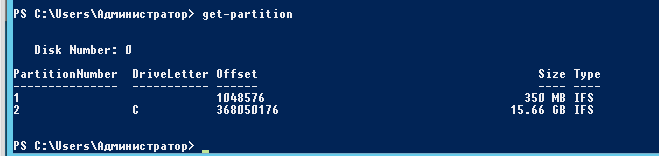 PS C:\Users\Администратор> get-partition
Disk Number: 0
PartitionNumber DriveLetter Offset Size Type
--------------- ----------- ------ ---- ----
1 1048576 350 MB IFS
2 C 368050176 15.66 GB IFS
PS C:\Users\Администратор> _